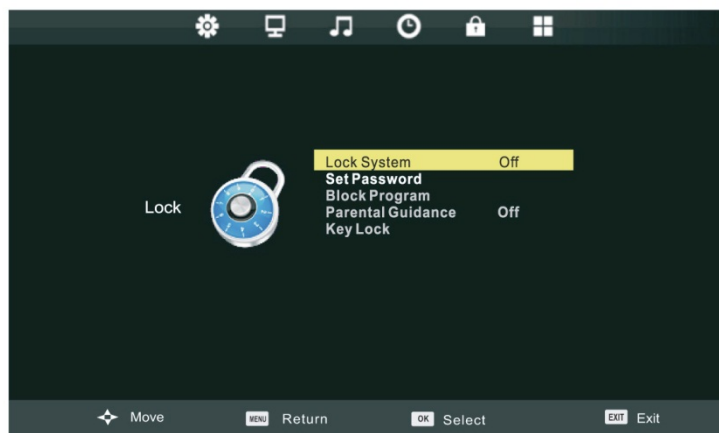 Lock System Off
Set Password
Block Program
Parental Guidance Off
Key Lock
Lock
Move MENU Return OK Select EXIT Exit